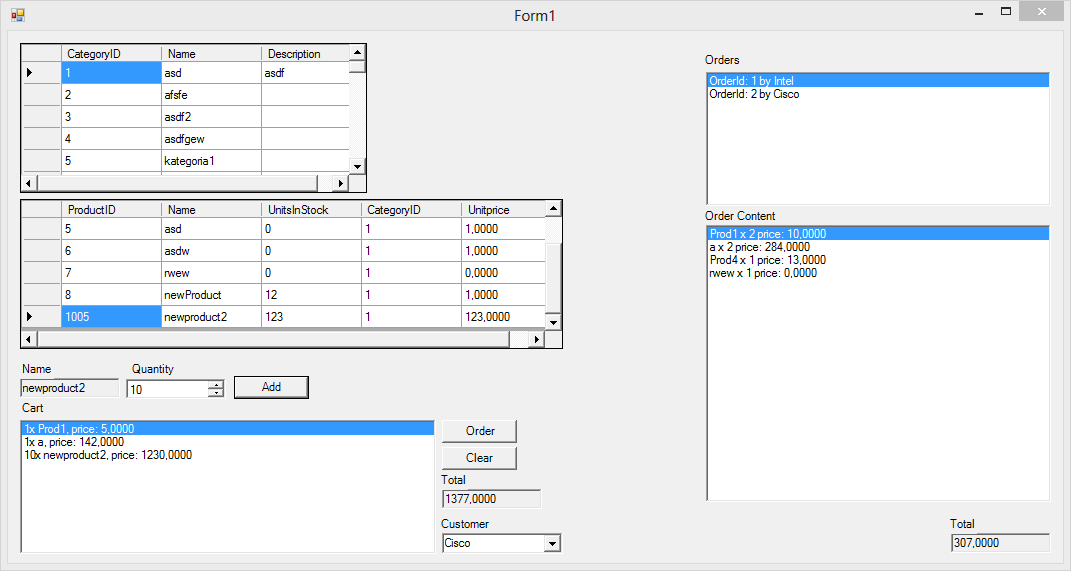 Form1
CategoryID Name Description
1 asd asdf
2 afsfe
3 asdf2
4 asdfgew
5 kategoria1
ProductID Name UnitsInStock CategoryID Unitprice
5 asd 0 1 1,0000
6 asdw 0 1 1,0000
7 rwew 0 1 0,0000
8 newProduct 12 1 1,0000
1005 newproduct2 123 1 123,0000
Name Quantity
newproduct2 10 Add
Cart
1x Prod1, price: 5,0000
1x a, price: 142,0000
10x newproduct2, price: 1230,0000
Order
Clear
Total
1377,0000
Customer
Cisco
Orders
OrderId: 1 by Intel
OrderId: 2 by Cisco
Order Content
Prod1 x 2 price: 10,0000
a x 2 price: 284,0000
Prod4 x 1 price: 13,0000
rwew x 1 price: 0,0000
Total
307,0000